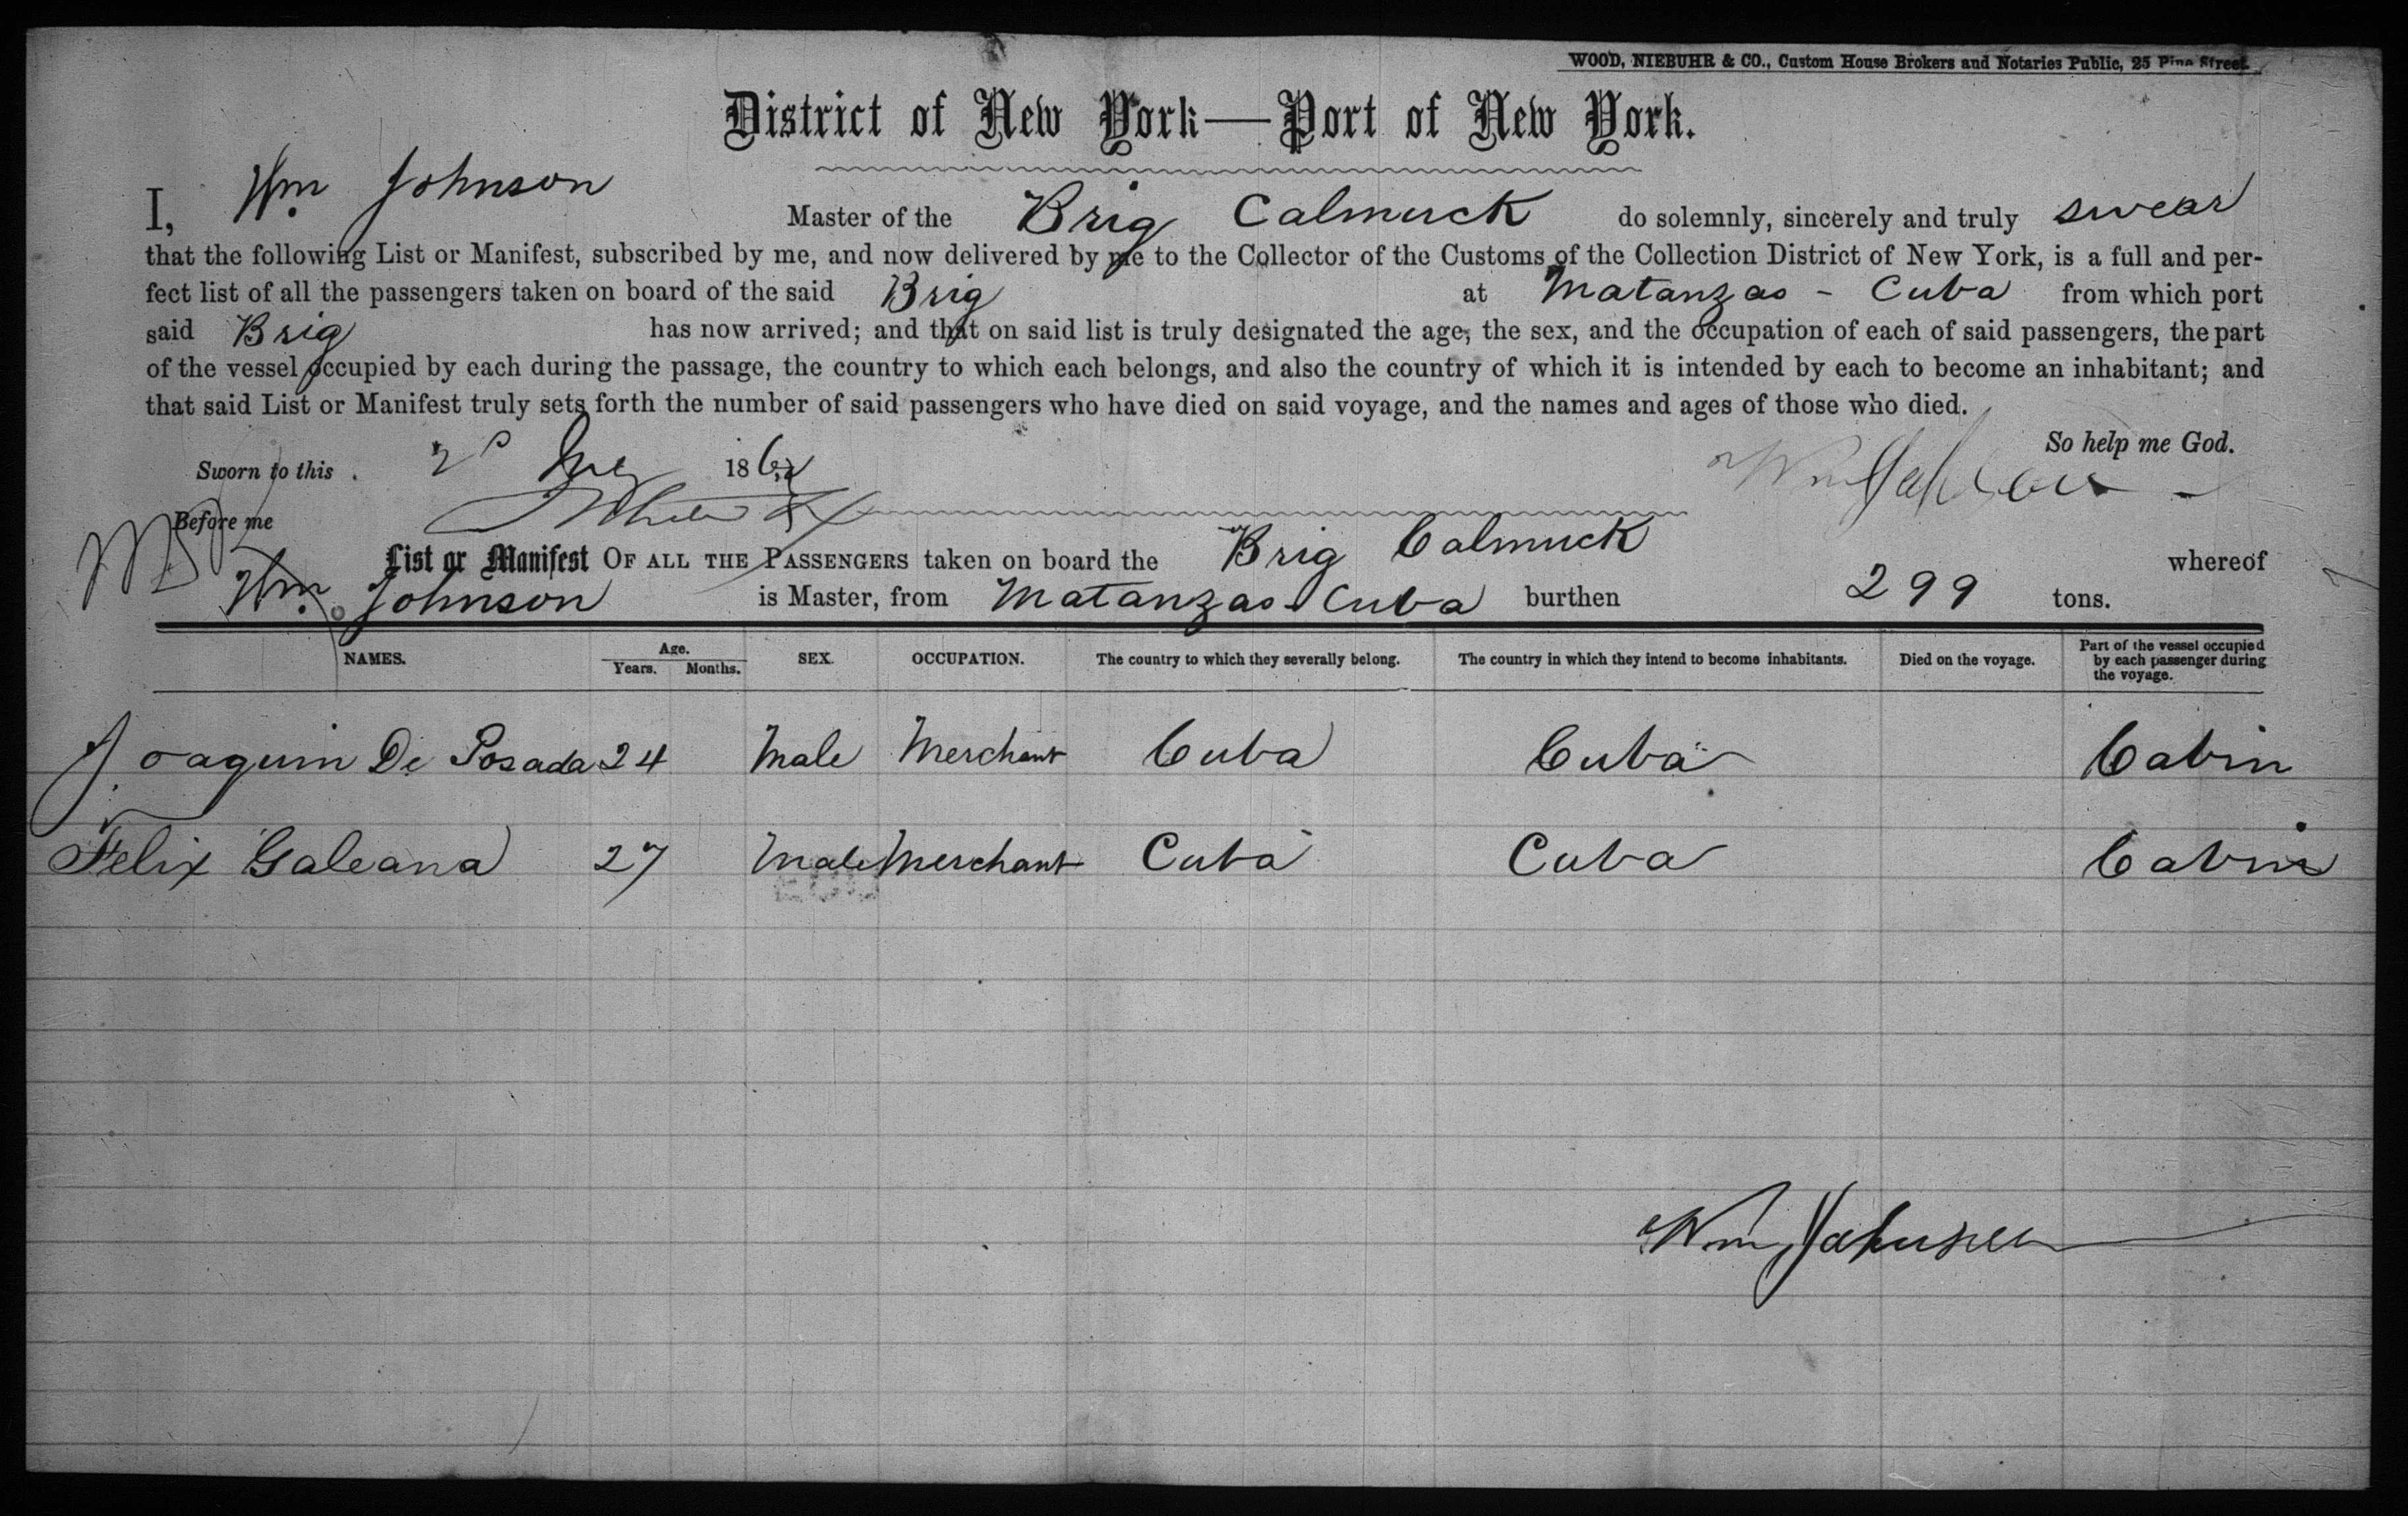 WOOD, NIEBUHR & CO., Custom House Brokers and Notaries Public, 25 Pine Street.
District of New York—Port of New York.
I, Wm Johnson Master of the Brig Calmuck do solemnly, sincerely and truly swear
that the following List or Manifest, subscribed by me, and now delivered by me to the Collector of the Customs of the Collection District of New York, is a full and per-
fect list of all the passengers taken on board of the said Brig at Matanzas - Cuba from which port
said Brig has now arrived; and that on said list is truly designated the age, the sex, and the occupation of each of said passengers, the part
of the vessel occupied by each during the passage, the country to which each belongs, and also the country of which it is intended by each to become an inhabitant; and
that said List or Manifest truly sets forth the number of said passengers who have died on said voyage, and the names and ages of those who died.
So help me God.
Sworn to this 186 Wm Johnson
Before me
List or Manifest OF ALL THE PASSENGERS taken on board the Brig Calmuck whereof
Wm. Johnson is Master, from Matanzas - Cuba burthen 299 tons.
NAMES. Age. Years. Months. SEX. OCCUPATION. The country to which they severally belong. The country in which they intend to become inhabitants. Died on the voyage. Part of the vessel occupied by each passenger during the voyage.
Joaquin De Posada 24 Male Merchant Cuba Cuba Cabin
Felix Galeana 27 Male Merchant Cuba Cuba Cabin
Wm Johnson